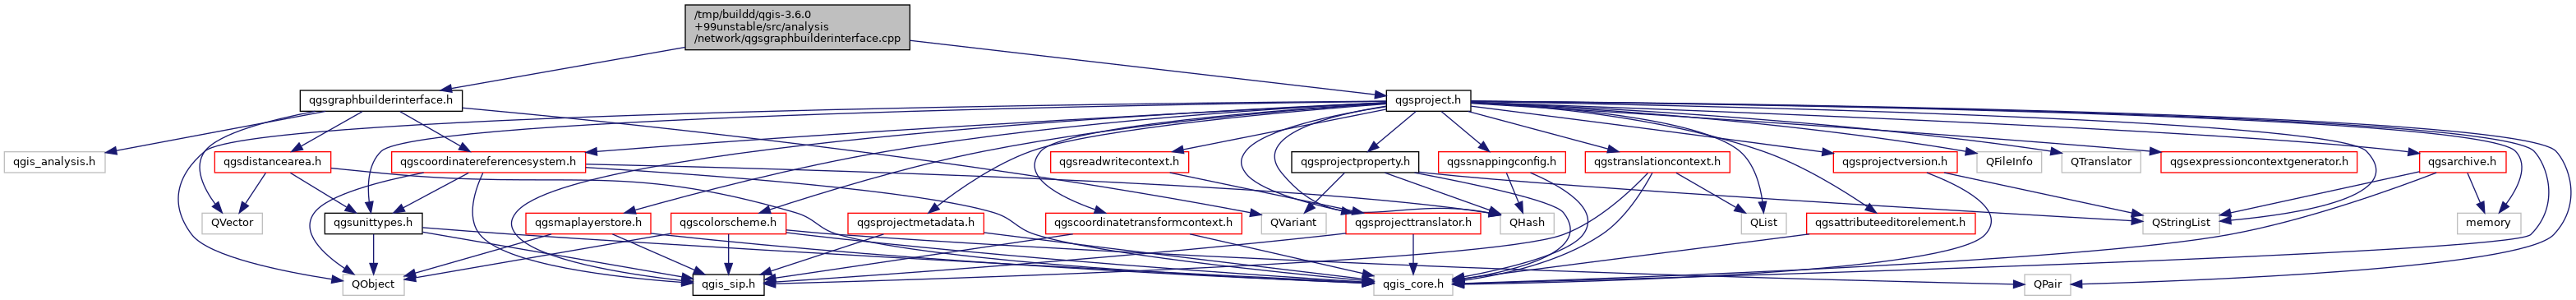 /tmp/buildd/qgis-3.6.0
+99unstable/src/analysis
/network/qgsgraphbuilderinterface.cpp
qgsgraphbuilderinterface.h
qgsproject.h
qgis_analysis.h
qgsdistancearea.h
qgscoordinatereferencesystem.h
qgsreadwritecontext.h
qgsprojectproperty.h
qgssnappingconfig.h
qgstranslationcontext.h
qgsprojectversion.h
QFileInfo
QTranslator
qgsexpressioncontextgenerator.h
qgsarchive.h
QVector
qgsunittypes.h
qgsmaplayerstore.h
qgscolorscheme.h
qgsprojectmetadata.h
qgscoordinatetransformcontext.h
QVariant
qgsprojecttranslator.h
QHash
QList
qgsattributeeditorelement.h
QStringList
memory
QObject
qgis_sip.h
qgis_core.h
QPair